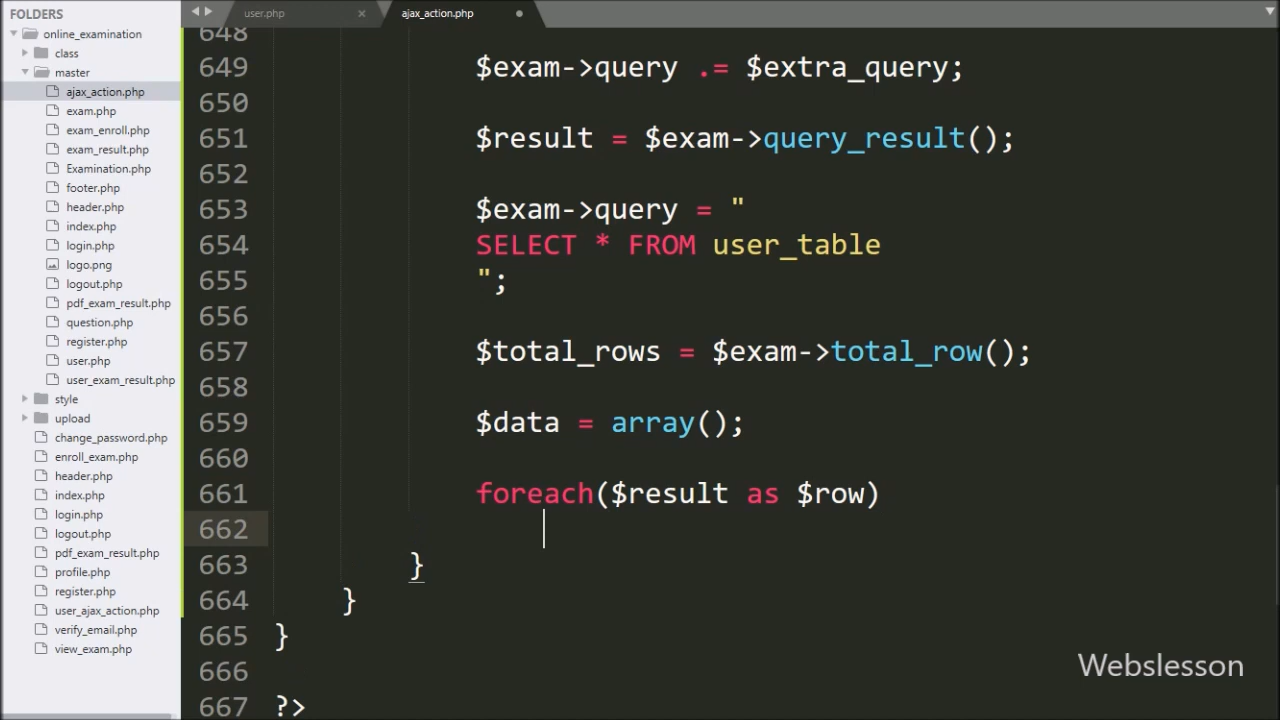 FOLDERS
online_examination
class
master
ajax_action.php
exam.php
exam_enroll.php
exam_result.php
Examination.php
footer.php
header.php
index.php
login.php
logo.png
logout.php
pdf_exam_result.php
question.php
register.php
user.php
user_exam_result.php
style
upload
change_password.php
enroll_exam.php
header.php
index.php
login.php
logout.php
pdf_exam_result.php
profile.php
register.php
user_ajax_action.php
verify_email.php
view_exam.php
user.php
ajax_action.php
648
649 $exam->query .= $extra_query;
650
651 $result = $exam->query_result();
652
653 $exam->query = "
654 SELECT * FROM user_table
655 ";
656
657 $total_rows = $exam->total_row();
658
659 $data = array();
660
661 foreach($result as $row)
662
663 }
664 }
665 }
666
667 ?>
Webslesson